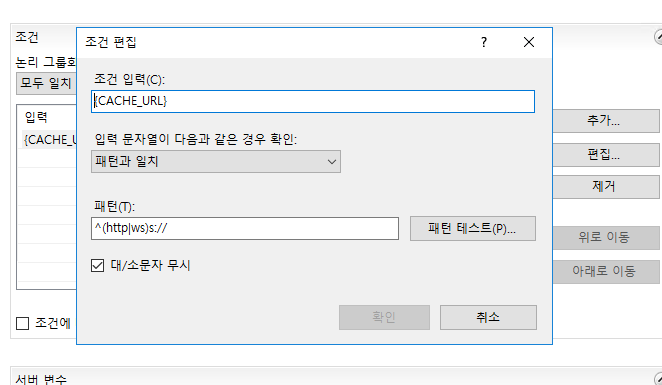 조건
논리 그룹화
모두 일치
입력
{CACHE_U
조건에
조건 편집
?
조건 입력(C):
{CACHE_URL}
입력 문자열이 다음과 같은 경우 확인:
패턴과 일치
패턴(T):
^(http|ws)s://
패턴 테스트(P)...
대/소문자 무시
확인
취소
추가...
편집...
제거
위로 이동
아래로 이동
서버 변수